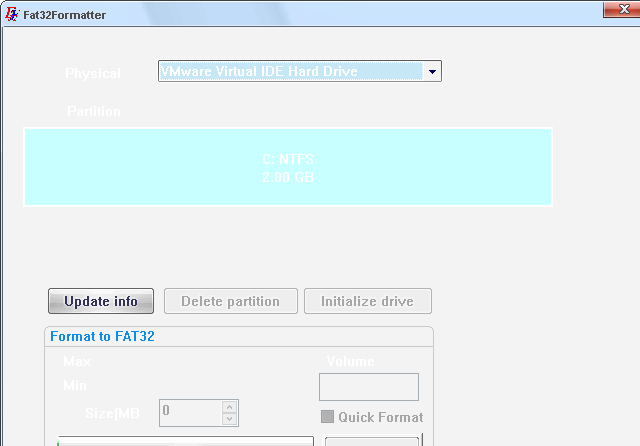 Fat32Formatter
Physical VMware Virtual IDE Hard Drive
Partition
C: NTFS
2.00 GB
Update info Delete partition Initialize drive
Format to FAT32
Max Volume
Min
Size(MB 0
Quick Format